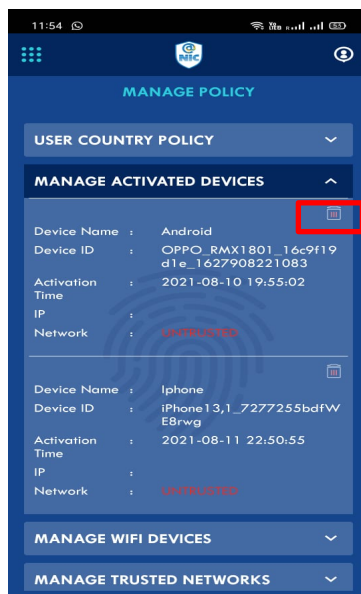 11:54
53
@
NIC
MANAGE POLICY
USER COUNTRY POLICY
MANAGE ACTIVATED DEVICES
Device Name : Android
Device ID : OPPO_RMX1801_16c9f19
d1e_1627908221083
Activation : 2021-08-10 19:55:02
Time
IP :
Network : UNTRUSTED
Device Name : Iphone
Device ID : iPhone13,1_7277255bdfW
E8rwg
Activation : 2021-08-11 22:50:55
Time
IP :
Network : UNTRUSTED
MANAGE WIFI DEVICES
MANAGE TRUSTED NETWORKS